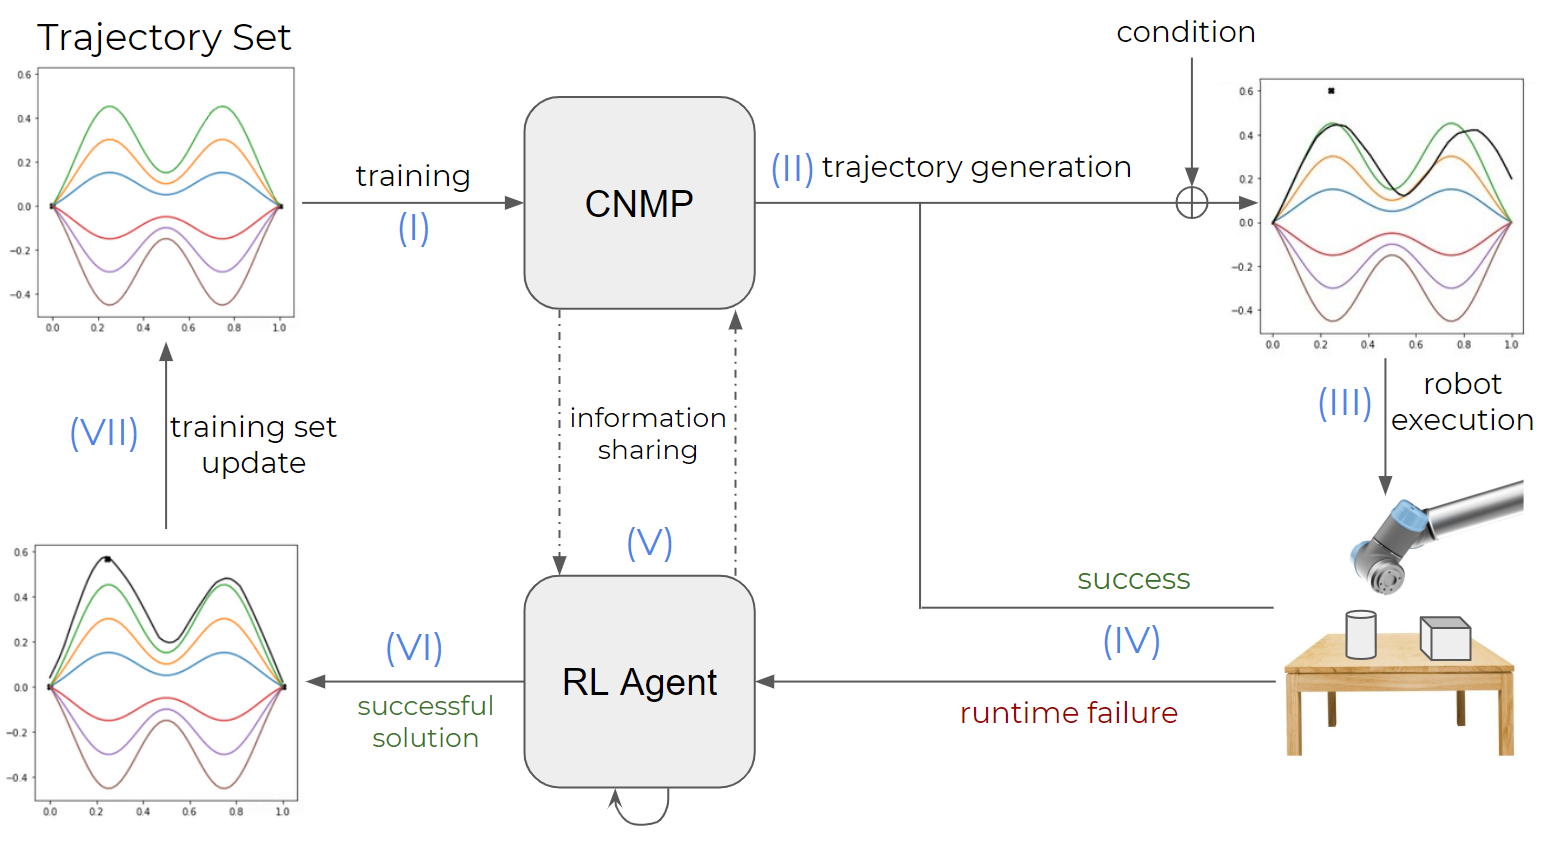 Trajectory Set
0.6
0.4
0.2
0.0
−0.2
−0.4
0.0 0.2 0.4 0.6 0.8 1.0
training
(I)
CNMP
(II) trajectory generation
condition
0.6
0.4
0.2
0.0
−0.2
−0.4
0.0 0.2 0.4 0.6 0.8 1.0
(III)
robot
execution
information
sharing
(V)
success
(IV)
runtime failure
RL Agent
(VI)
successful
solution
(VII)
training set
update
0.6
0.4
0.2
0.0
−0.2
−0.4
0.0 0.2 0.4 0.6 0.8 1.0